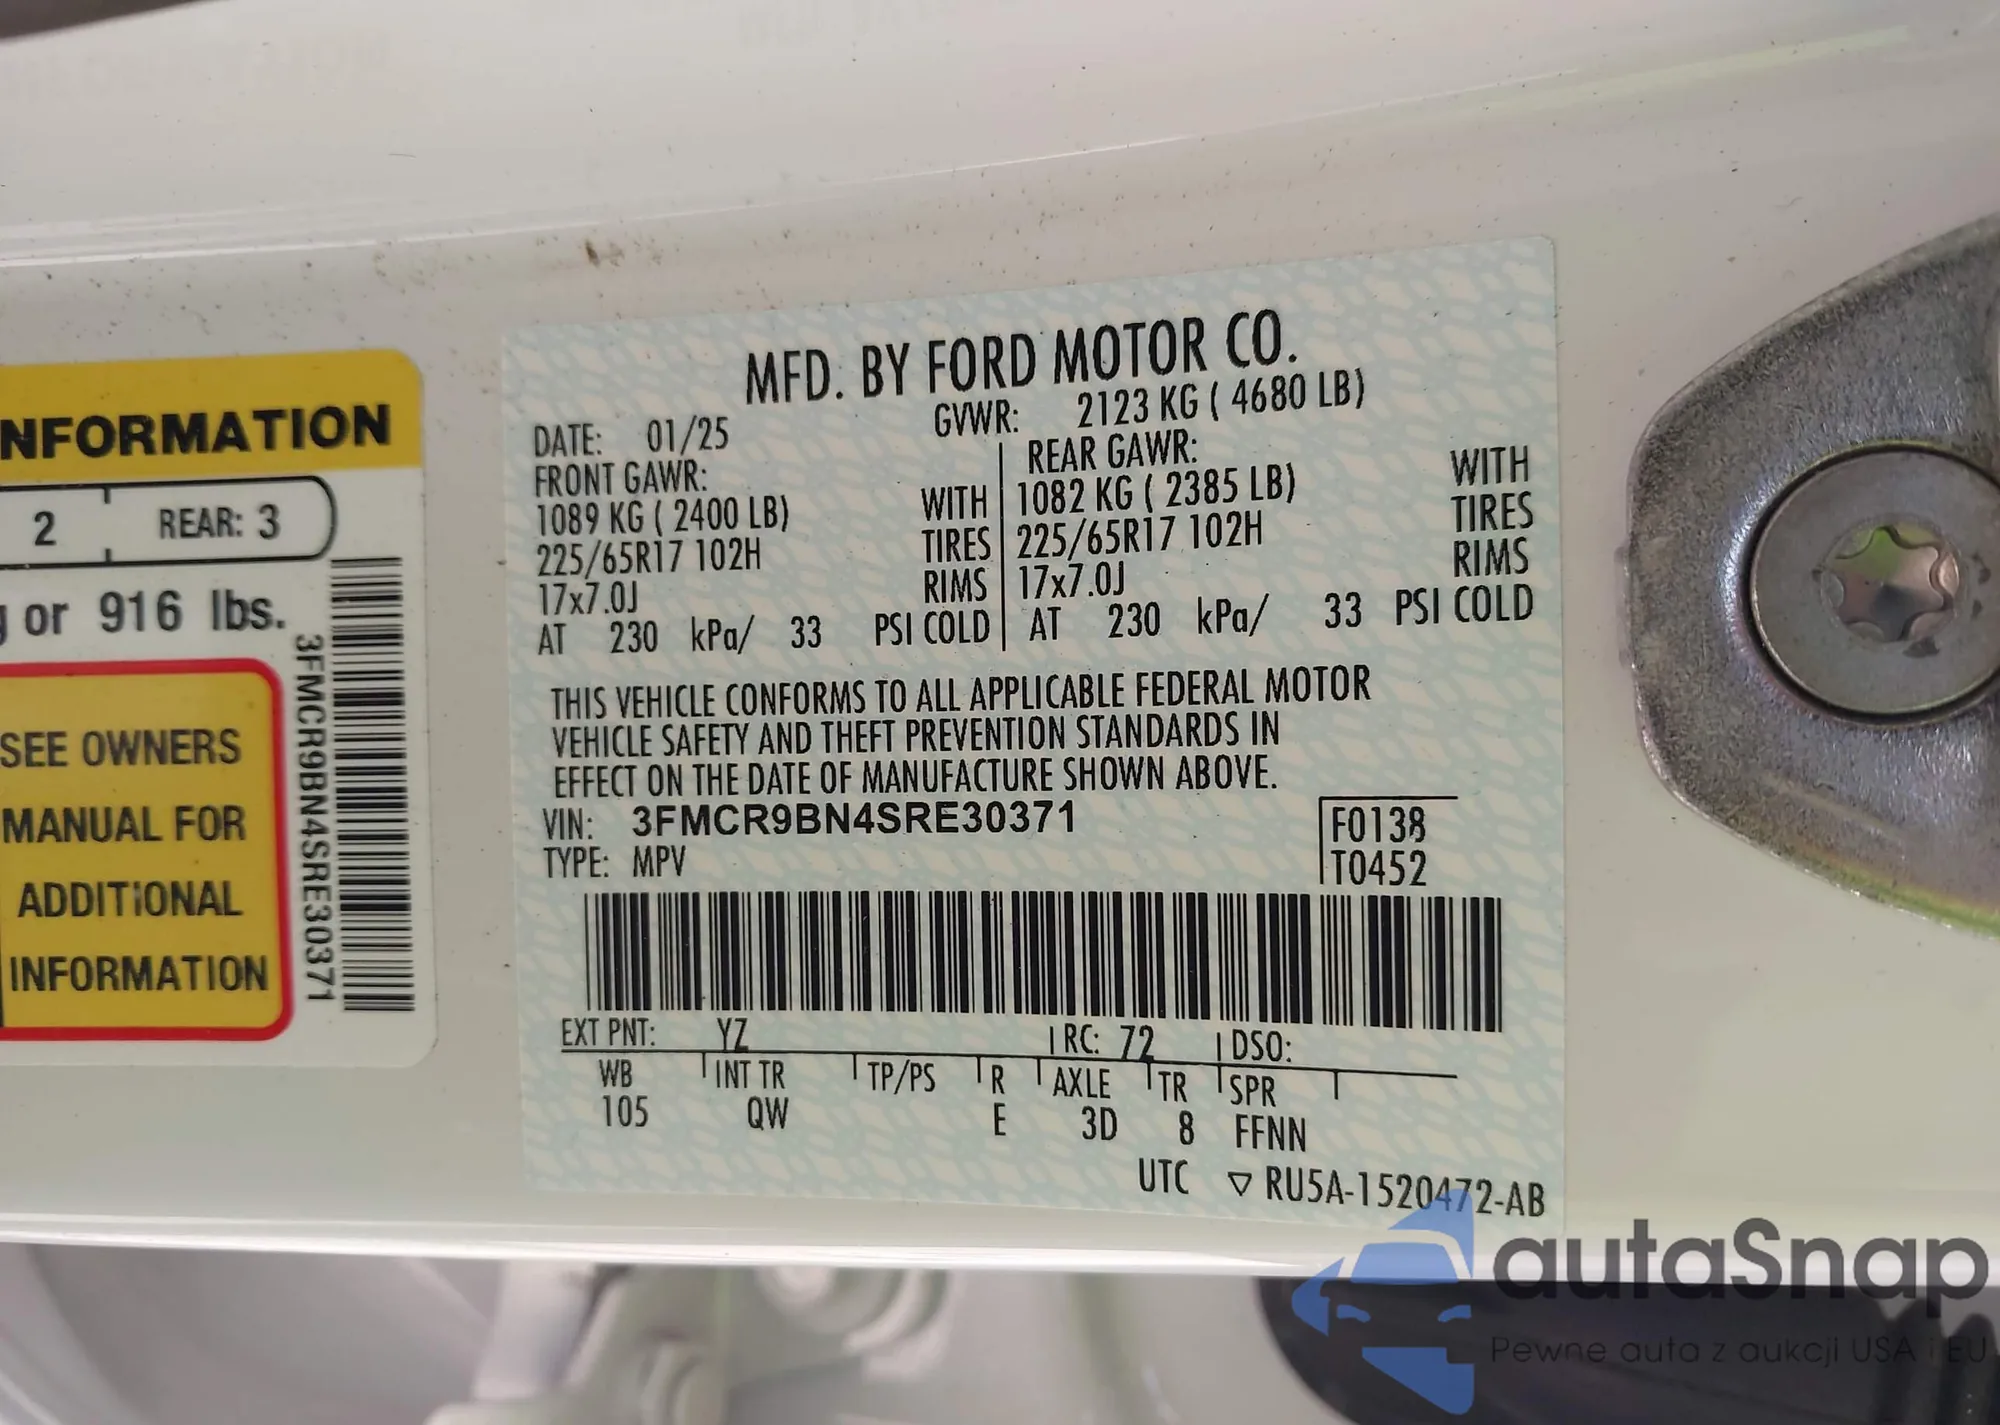 NFORMATION
2 REAR: 3
or 916 lbs.
SEE OWNERS
MANUAL FOR
ADDITIONAL
INFORMATION
3FMCR9BN4SRE30371
MFD. BY FORD MOTOR CO.
DATE: 01/25 GVWR: 2123 KG ( 4680 LB)
FRONT GAWR: REAR GAWR:
1089 KG ( 2400 LB) WITH 1082 KG ( 2385 LB) WITH
225/65R17 102H TIRES 225/65R17 102H TIRES
17x7.0J RIMS 17x7.0J RIMS
AT 230 kPa/ 33 PSI COLD AT 230 kPa/ 33 PSI COLD
THIS VEHICLE CONFORMS TO ALL APPLICABLE FEDERAL MOTOR
VEHICLE SAFETY AND THEFT PREVENTION STANDARDS IN
EFFECT ON THE DATE OF MANUFACTURE SHOWN ABOVE.
VIN: 3FMCR9BN4SRE30371 F0138
TYPE: MPV T0452
EXT PNT: YZ RC: 72 DSO:
WB INT TR TP/PS R AXLE TR SPR
105 QW E 3D 8 FFNN
UTC ▽ RU5A-1520472-AB
autaSnap
Pewne auta z aukcji USA i EU